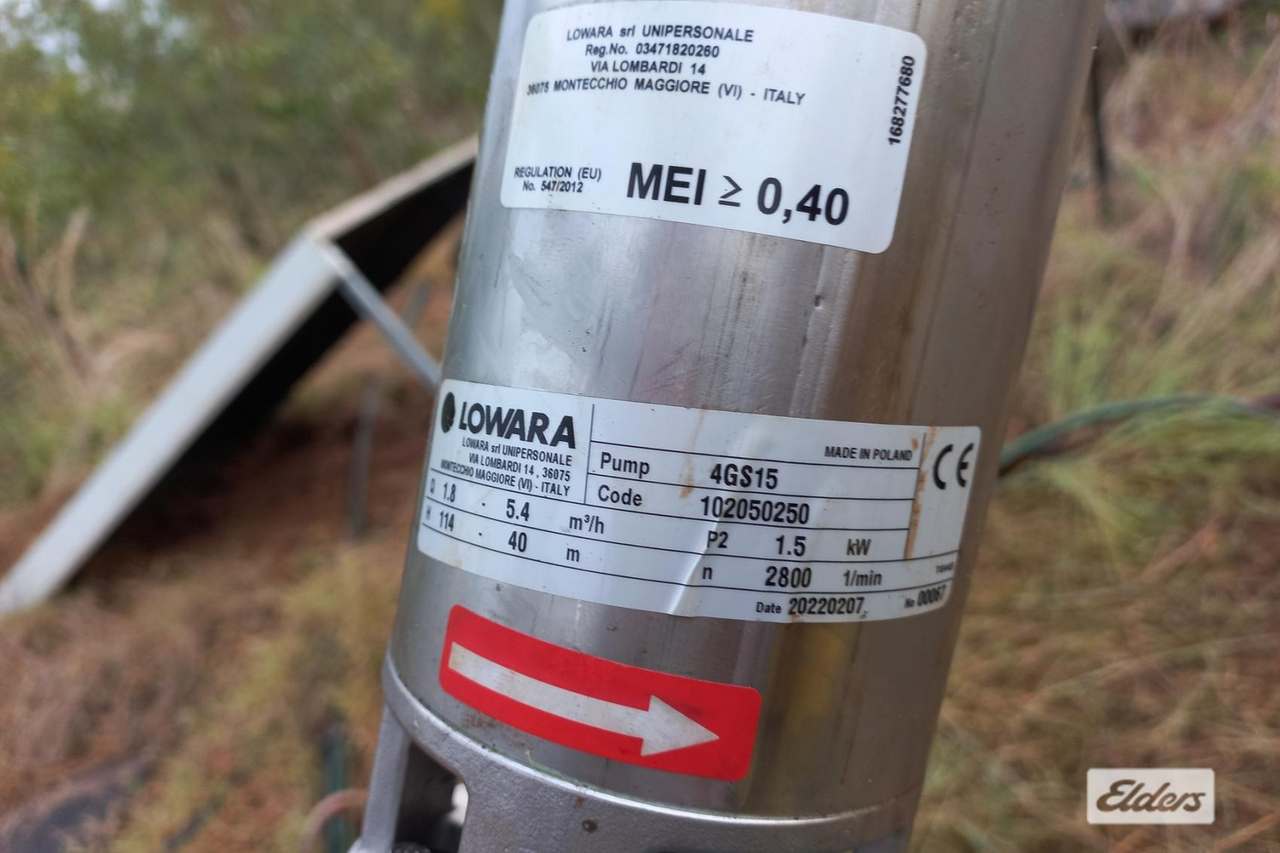 LOWARA srl UNIPERSONALE
Reg.No. 03471820260
VIA LOMBARDI 14
36075 MONTECCHIO MAGGIORE (VI) - ITALY
168277680
REGULATION (EU)
No. 547/2012
MEI ≥ 0,40
LOWARA
LOWARA srl UNIPERSONALE
VIA LOMBARDI 14 , 36075
MONTECCHIO MAGGIORE (VI) - ITALY
MADE IN POLAND
CE
Pump 4GS15
Code 102050250
Q 1.8 - 5.4 m³/h P2 1.5 kW
H 114 - 40 m n 2800 1/min
Date 20220207 No 00067
Elders